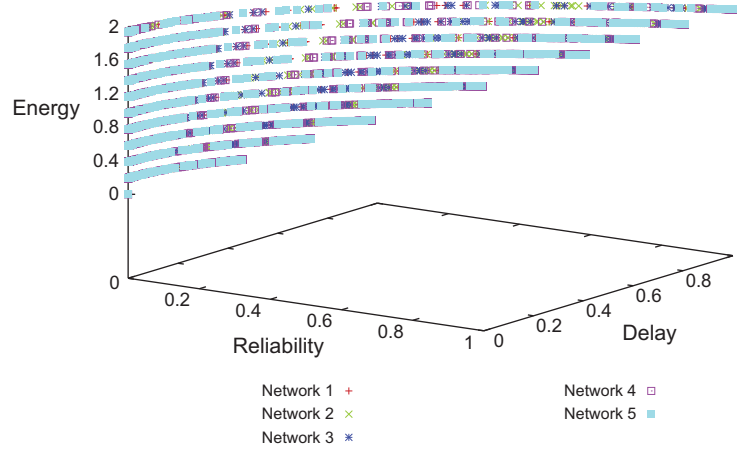 2
1.6
1.2
Energy
0.8
0.4
0
0
0.2
0.4
0.6
0.8
1
Reliability
0
0.2
0.4
0.6
0.8
Delay
Network 1
Network 2
Network 3
Network 4
Network 5